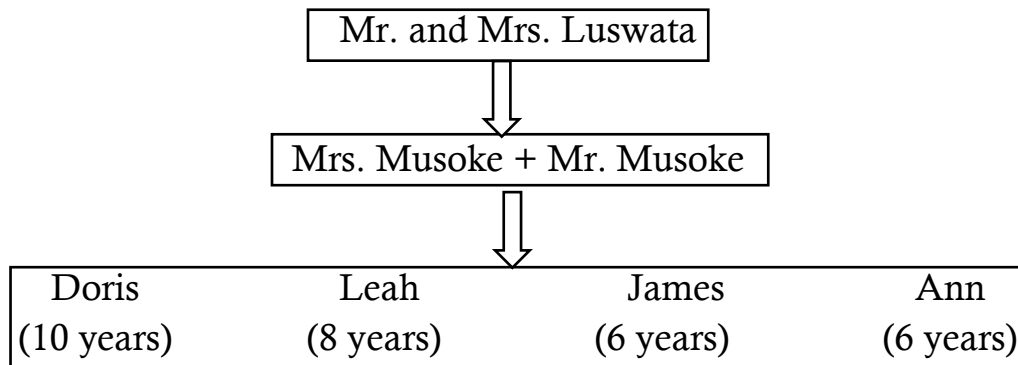 Mr. and Mrs. Luswata
Mrs. Musoke + Mr. Musoke
Doris Leah James Ann
(10 years) (8 years) (6 years) (6 years)